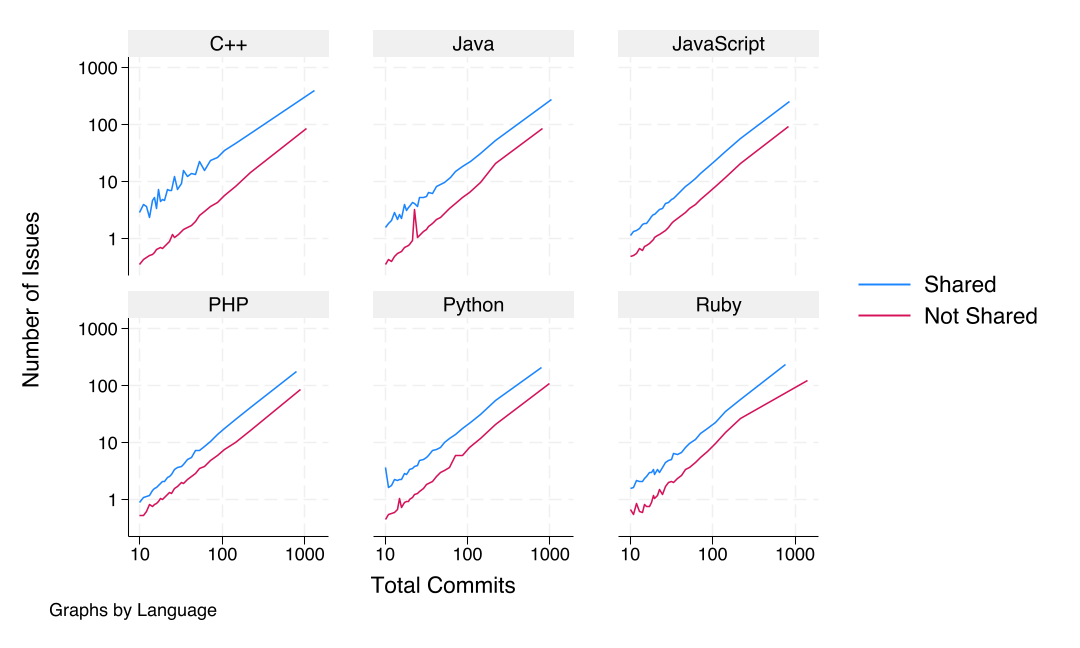 C++ Java JavaScript
1000
100
10
1
PHP Python Ruby
1000
100
10
1
10 100 1000 10 100 1000 10 100 1000
Number of Issues
Total Commits
Shared
Not Shared
Graphs by Language